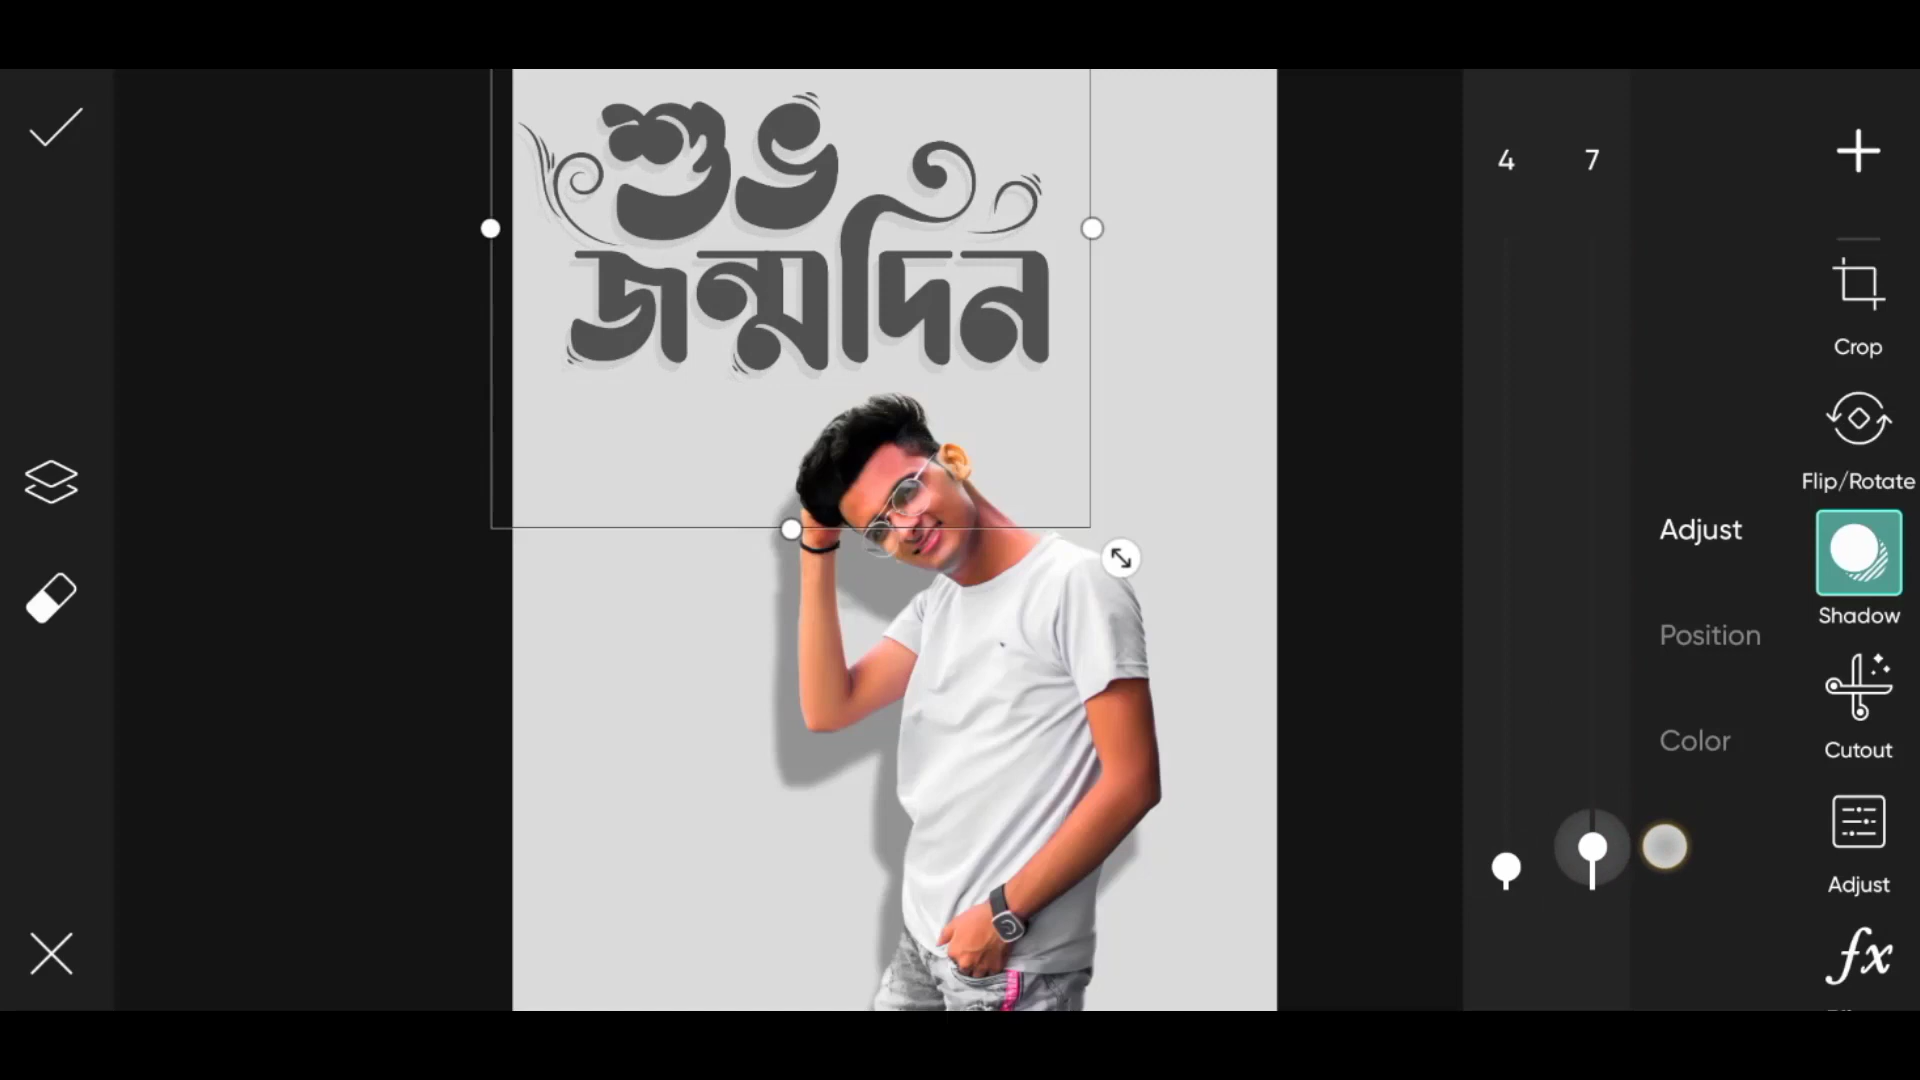 শুভ
জন্মদিন
4 7
Crop
Flip/Rotate
Adjust
Shadow
Position
Color
Cutout
Adjust
fx